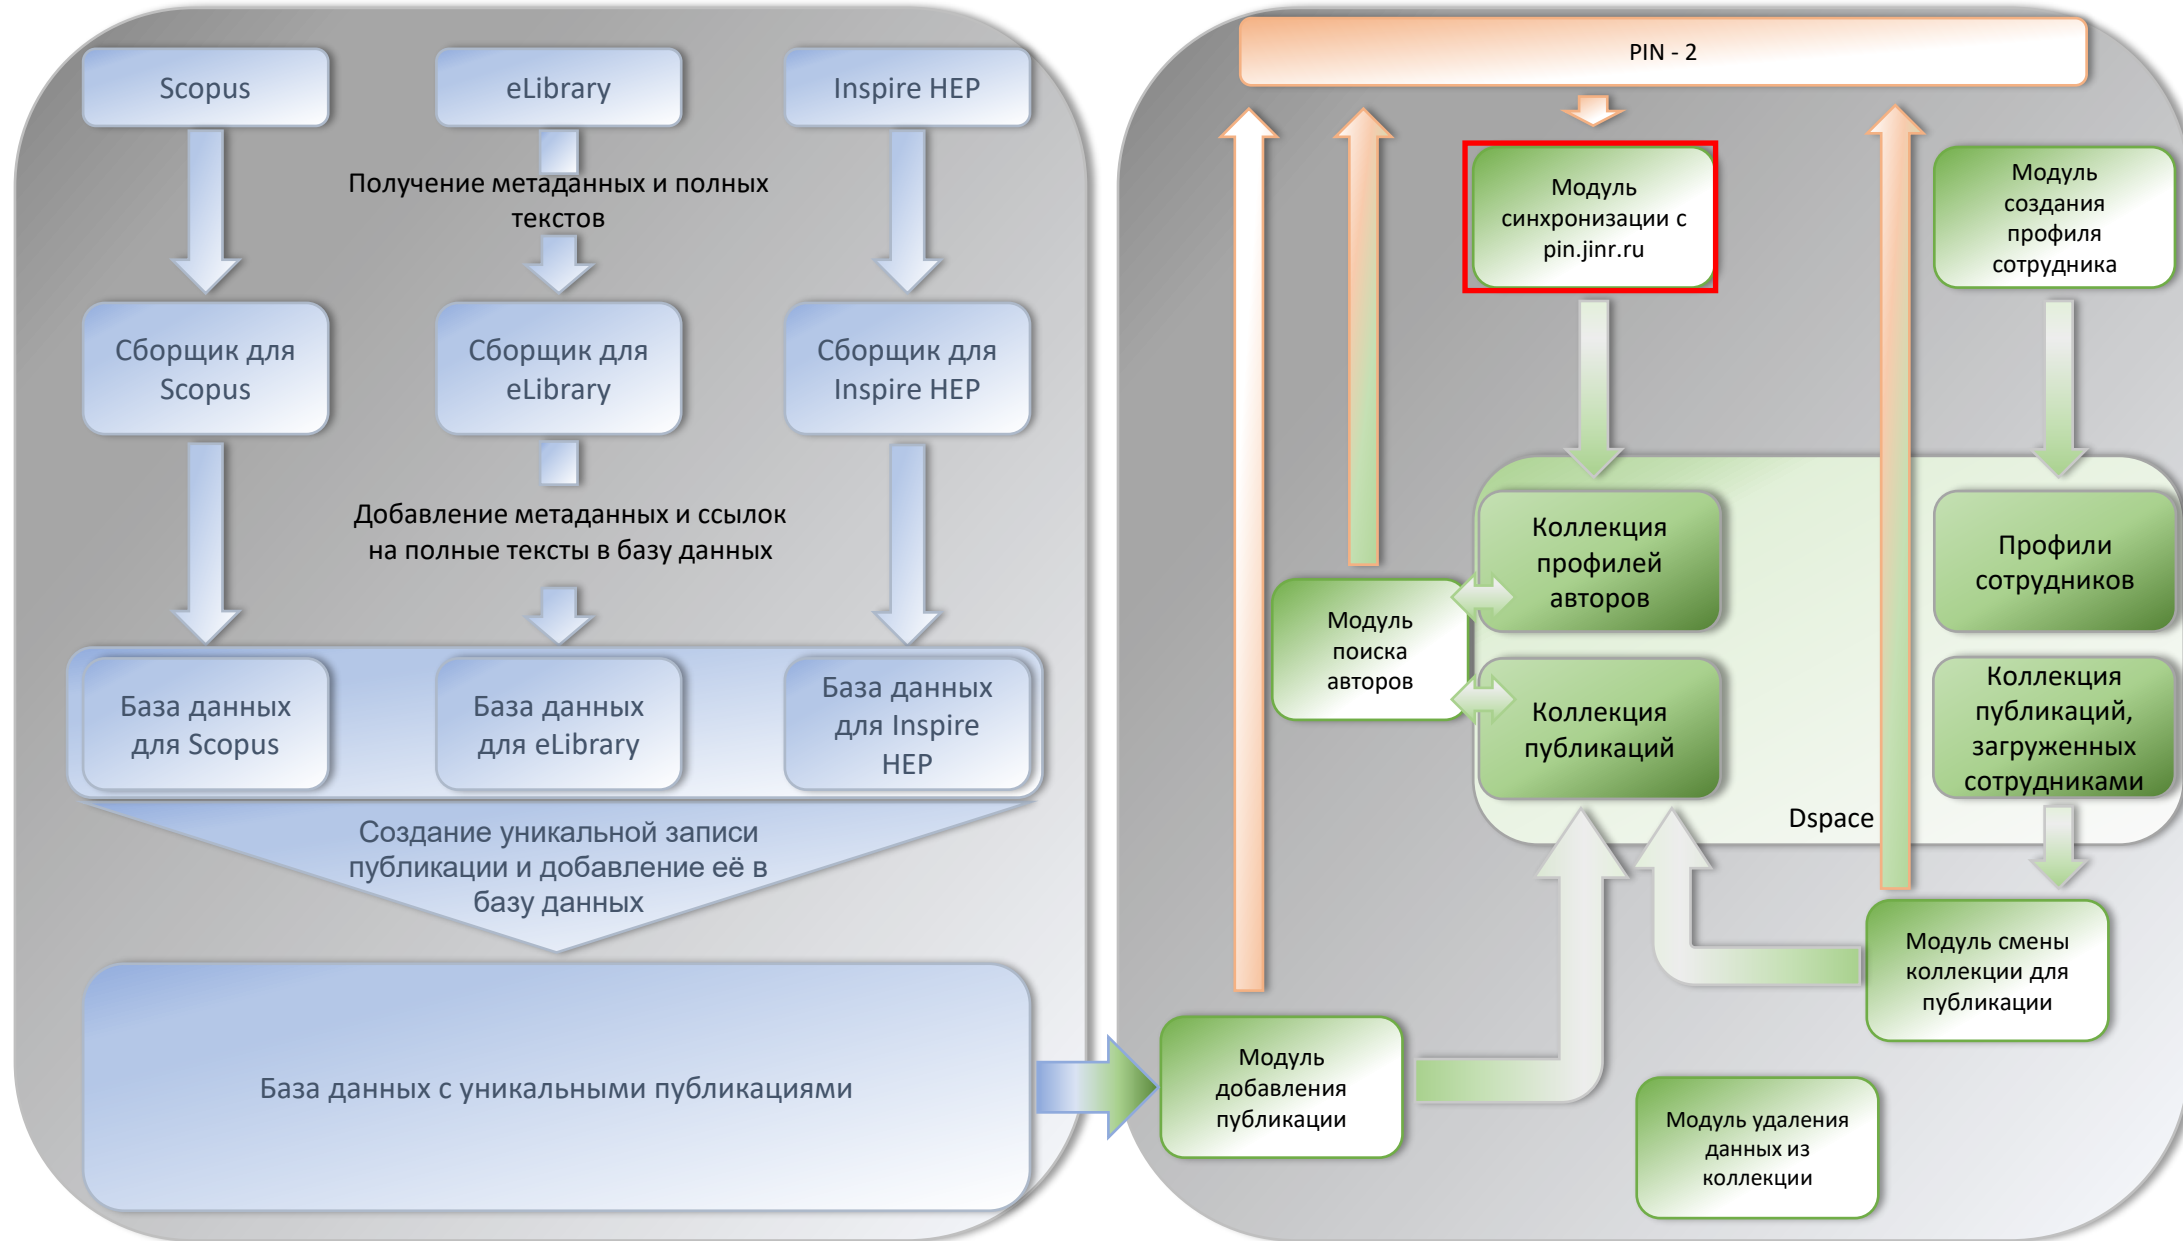 Scopus
eLibrary
Inspire HEP
Получение метаданных и полных
текстов
Сборщик для
Scopus
Сборщик для
eLibrary
Сборщик для
Inspire HEP
Добавление метаданных и ссылок
на полные тексты в базу данных
База данных
для Scopus
База данных
для eLibrary
База данных
для Inspire
HEP
Создание уникальной записи
публикации и добавление её в
базу данных
База данных с уникальными публикациями
PIN - 2
Модуль
синхронизации с
pin.jinr.ru
Модуль
создания
профиля
сотрудника
Коллекция
профилей
авторов
Профили
сотрудников
Модуль
поиска
авторов
Коллекция
публикаций
Коллекция
публикаций,
загруженных
сотрудниками
Dspace
Модуль смены
коллекции для
публикации
Модуль
добавления
публикации
Модуль удаления
данных из
коллекции